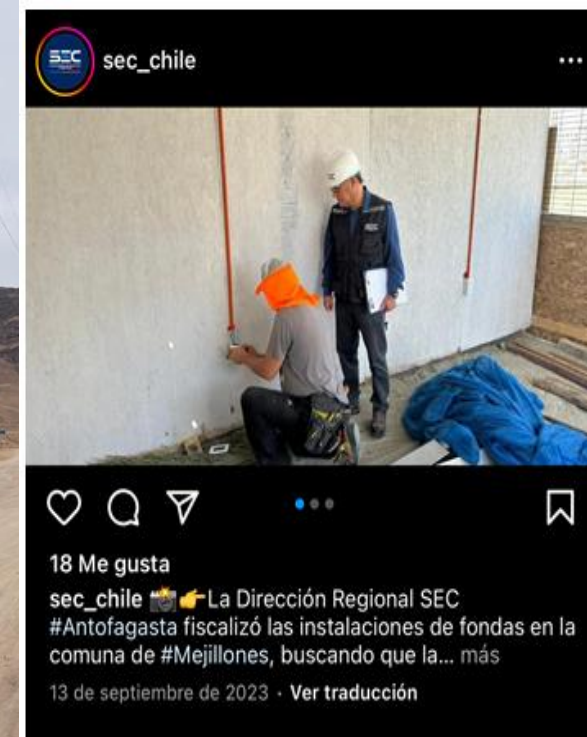 SEC
sec_chile
18 Me gusta
sec_chile 📸👉La Dirección Regional SEC
#Antofagasta fiscalizó las instalaciones de fondas en la
comuna de #Mejillones, buscando que la... más
13 de septiembre de 2023 · Ver traducción